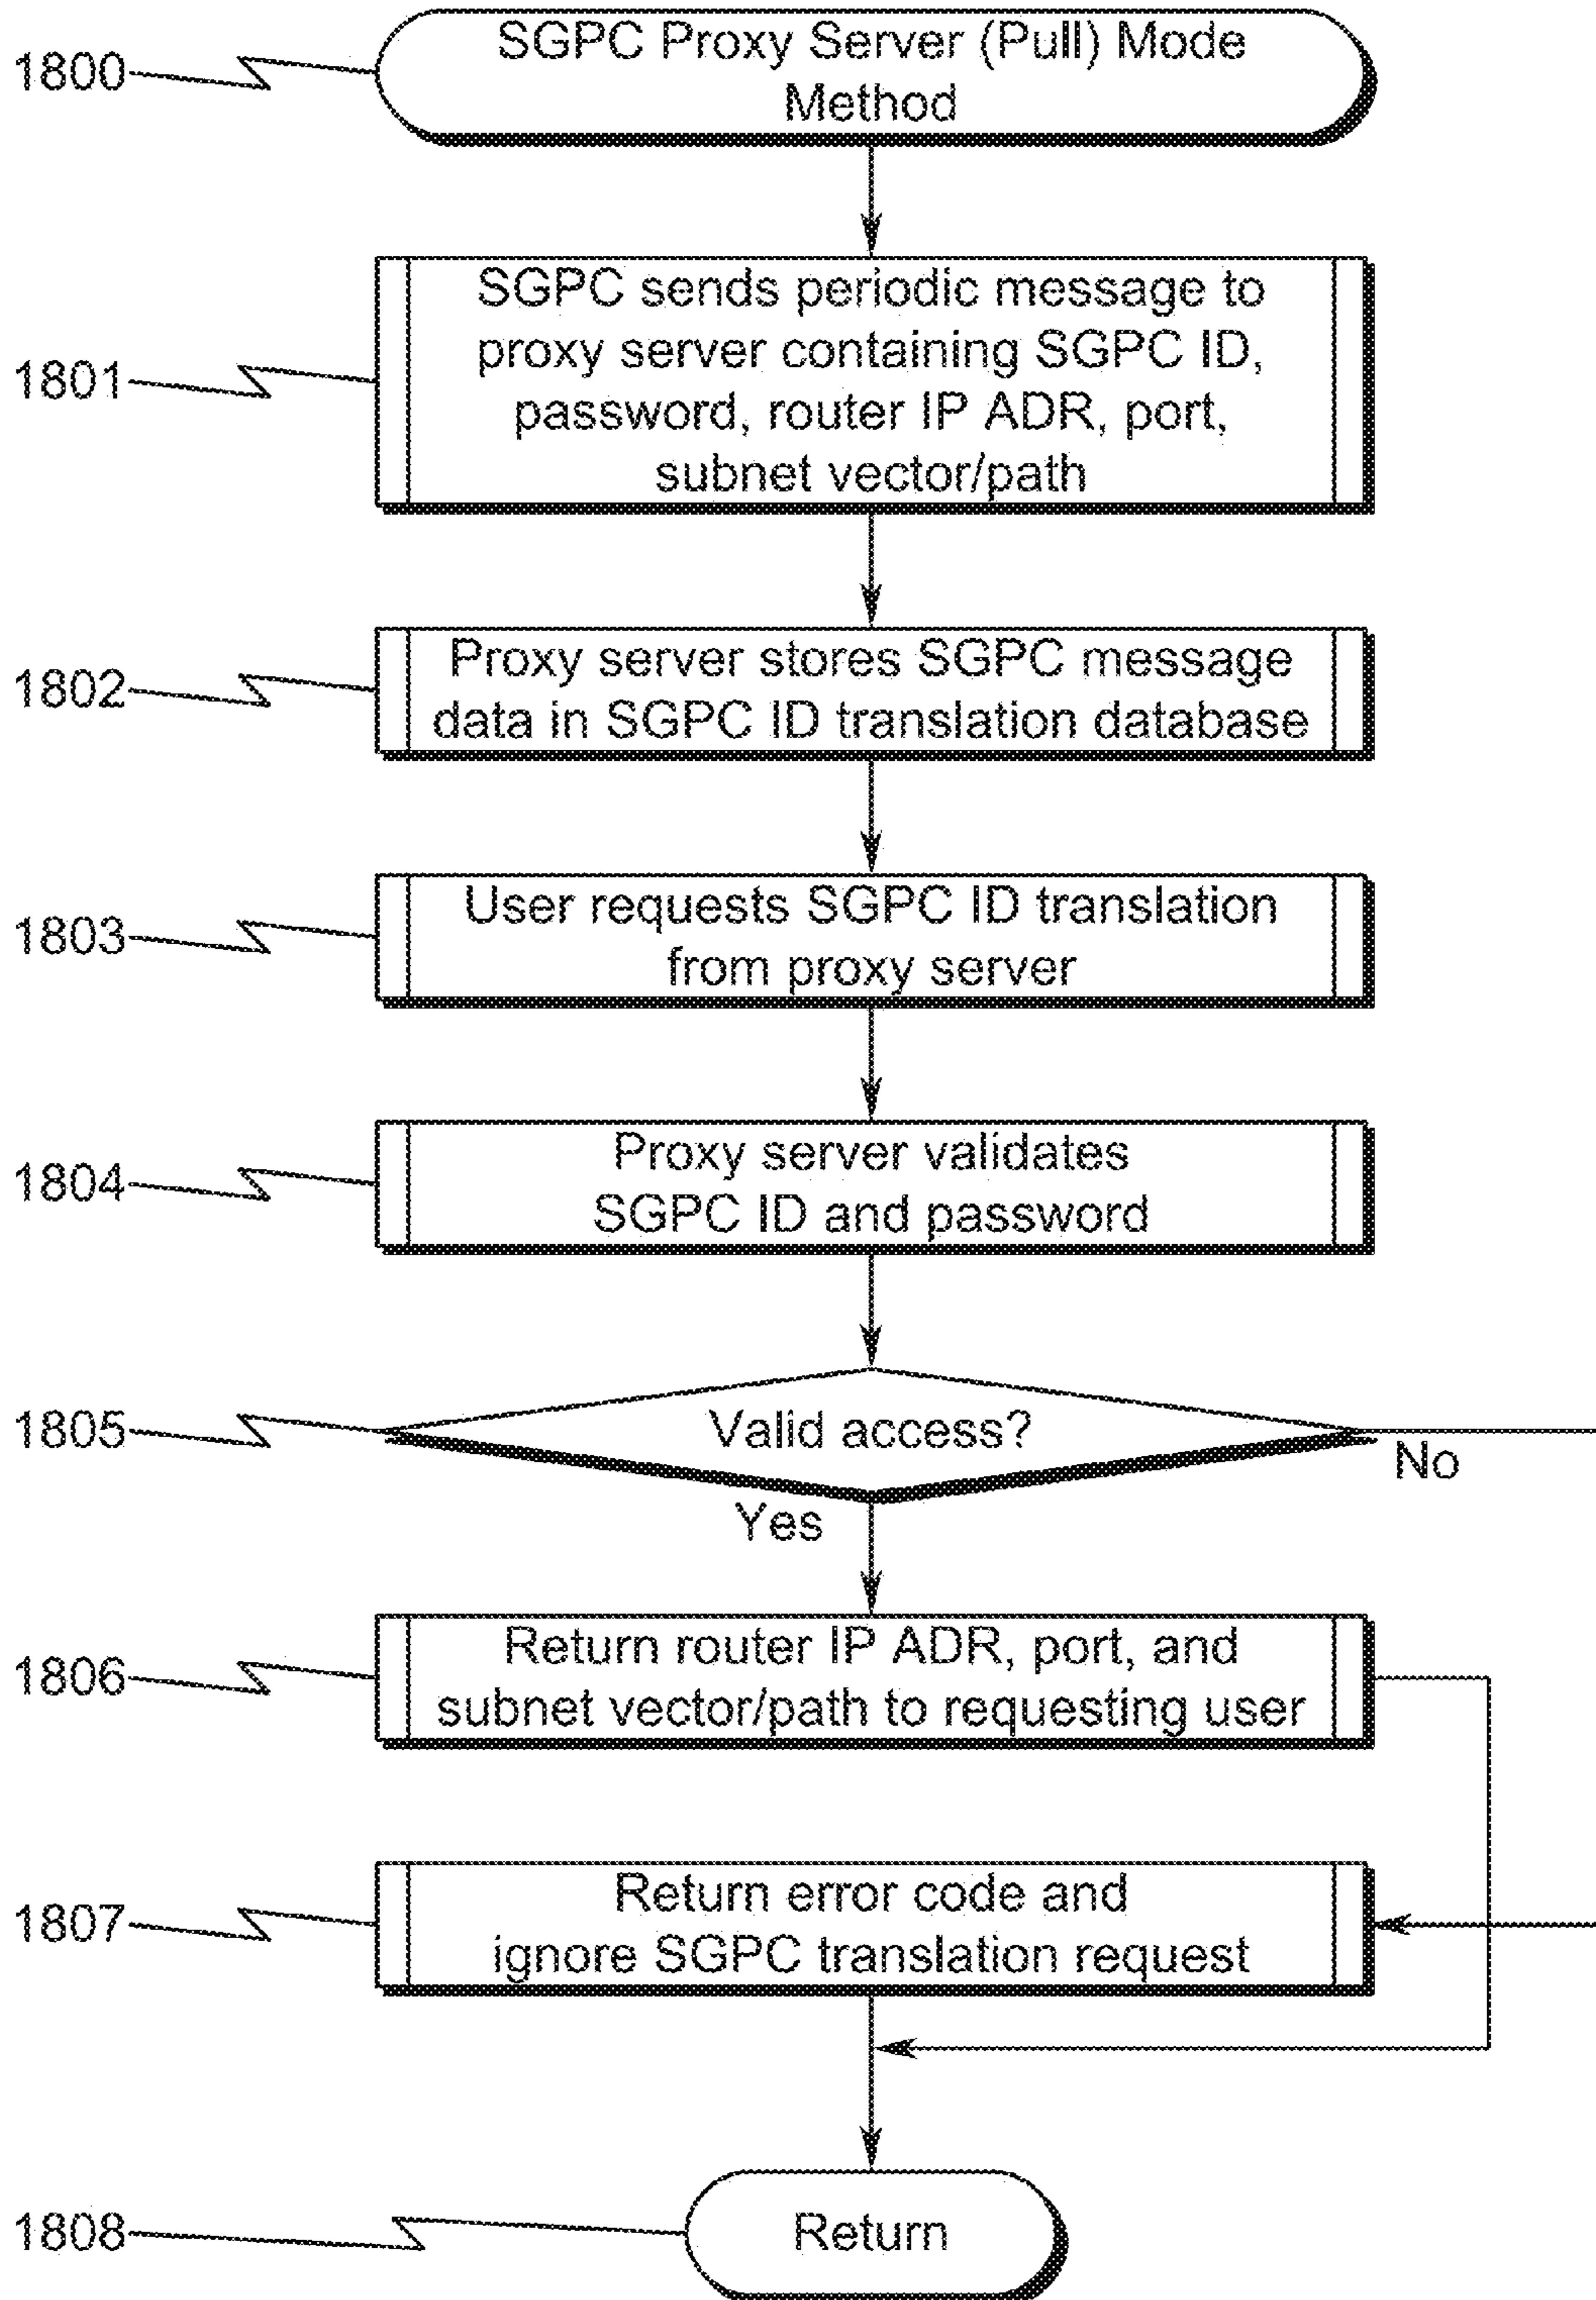 SGPC Proxy Server (Pull) Mode
Method
1800
SGPC sends periodic message to
proxy server containing SGPC ID,
password, router IP ADR, port,
subnet vector/path
1801
Proxy server stores SGPC message
data in SGPC ID translation database
1802
User requests SGPC ID translation
from proxy server
1803
Proxy server validates
SGPC ID and password
1804
Valid access?
1805
No
Yes
Return router IP ADR, port, and
subnet vector/path to requesting user
1806
Return error code and
ignore SGPC translation request
1807
Return
1808